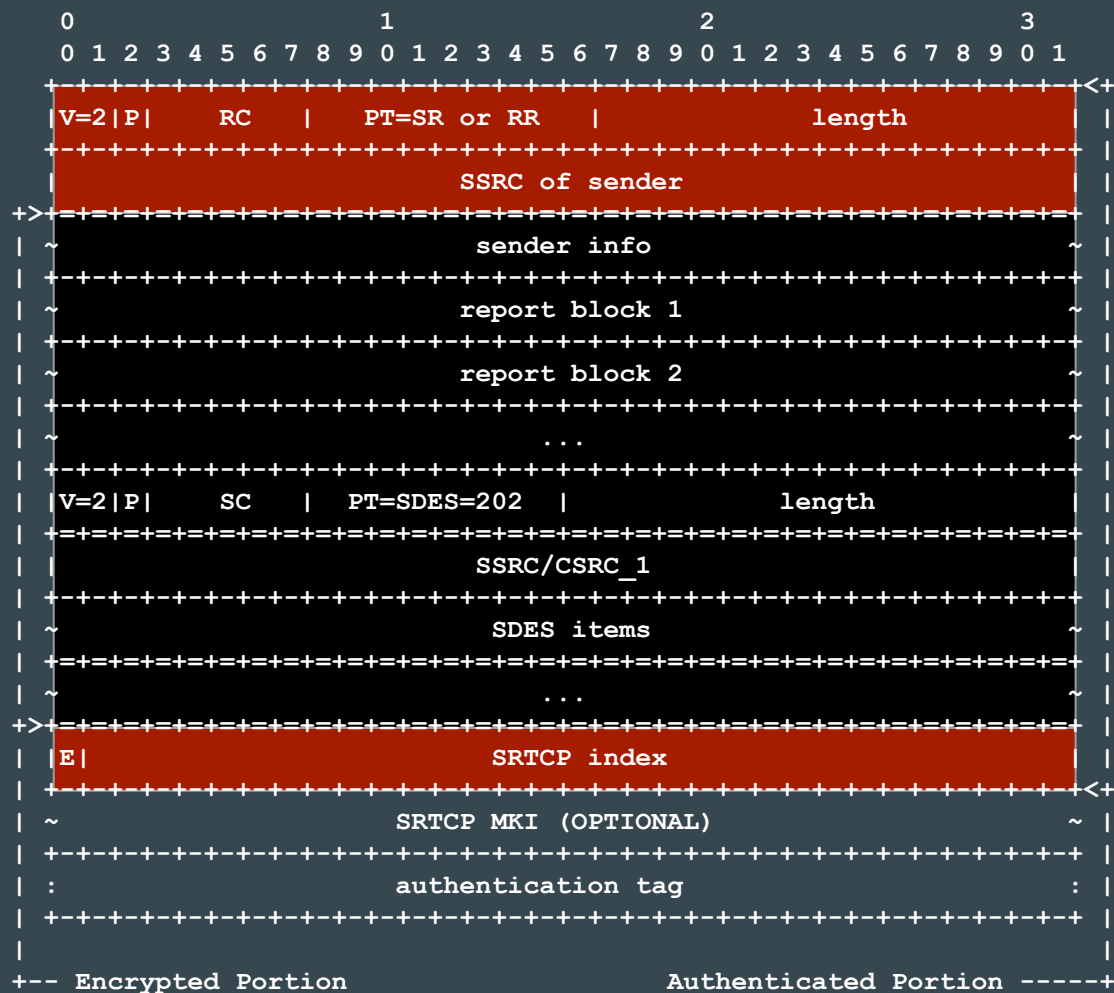 0                   1                   2                   3
0 1 2 3 4 5 6 7 8 9 0 1 2 3 4 5 6 7 8 9 0 1 2 3 4 5 6 7 8 9 0 1
+-+-+-+-+-+-+-+-+-+-+-+-+-+-+-+-+-+-+-+-+-+-+-+-+-+-+-+-+-+-+-+-+<+
|V=2|P|    RC   |   PT=SR or RR   |             length          | |
+-+-+-+-+-+-+-+-+-+-+-+-+-+-+-+-+-+-+-+-+-+-+-+-+-+-+-+-+-+-+-+-+ |
|                         SSRC of sender                        | |
+>+=+=+=+=+=+=+=+=+=+=+=+=+=+=+=+=+=+=+=+=+=+=+=+=+=+=+=+=+=+=+=+=+ |
| ~                          sender info                          ~ |
| +-+-+-+-+-+-+-+-+-+-+-+-+-+-+-+-+-+-+-+-+-+-+-+-+-+-+-+-+-+-+-+-+ |
| ~                         report block 1                        ~ |
| +-+-+-+-+-+-+-+-+-+-+-+-+-+-+-+-+-+-+-+-+-+-+-+-+-+-+-+-+-+-+-+-+ |
| ~                         report block 2                        ~ |
| +-+-+-+-+-+-+-+-+-+-+-+-+-+-+-+-+-+-+-+-+-+-+-+-+-+-+-+-+-+-+-+-+ |
| ~                              ...                              ~ |
| +-+-+-+-+-+-+-+-+-+-+-+-+-+-+-+-+-+-+-+-+-+-+-+-+-+-+-+-+-+-+-+-+ |
| |V=2|P|    SC   |  PT=SDES=202  |             length            | |
| +=+=+=+=+=+=+=+=+=+=+=+=+=+=+=+=+=+=+=+=+=+=+=+=+=+=+=+=+=+=+=+=+ |
| |                          SSRC/CSRC_1                          | |
| +-+-+-+-+-+-+-+-+-+-+-+-+-+-+-+-+-+-+-+-+-+-+-+-+-+-+-+-+-+-+-+-+ |
| ~                           SDES items                          ~ |
| +=+=+=+=+=+=+=+=+=+=+=+=+=+=+=+=+=+=+=+=+=+=+=+=+=+=+=+=+=+=+=+=+ |
| ~                              ...                              ~ |
+>+=+=+=+=+=+=+=+=+=+=+=+=+=+=+=+=+=+=+=+=+=+=+=+=+=+=+=+=+=+=+=+=+ |
| |E|                         SRTCP index                         | |
| +-+-+-+-+-+-+-+-+-+-+-+-+-+-+-+-+-+-+-+-+-+-+-+-+-+-+-+-+-+-+-+-+<+
| ~                     SRTCP MKI (OPTIONAL)                      ~ |
| +-+-+-+-+-+-+-+-+-+-+-+-+-+-+-+-+-+-+-+-+-+-+-+-+-+-+-+-+-+-+-+-+ |
| :                     authentication tag                        : |
| +-+-+-+-+-+-+-+-+-+-+-+-+-+-+-+-+-+-+-+-+-+-+-+-+-+-+-+-+-+-+-+-+ |
|                                                                   |
+-- Encrypted Portion                    Authenticated Portion -----+